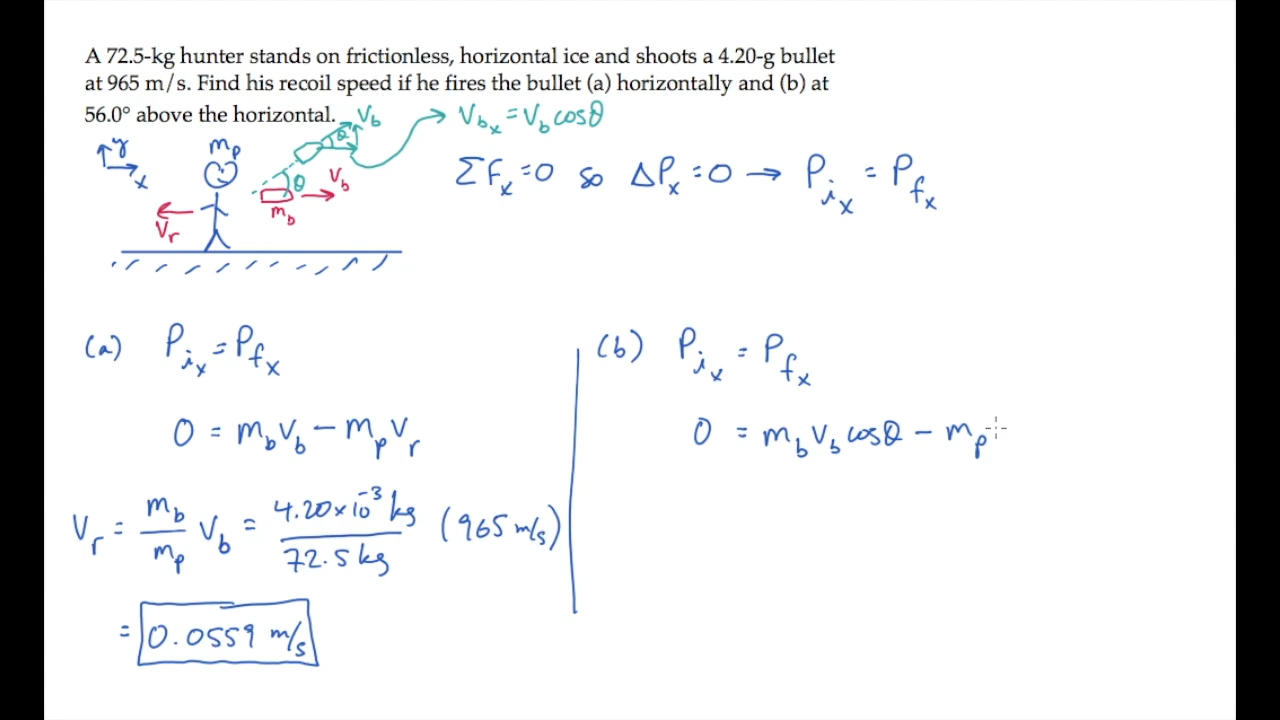 A 72.5-kg hunter stands on frictionless, horizontal ice and shoots a 4.20-g bullet
at 965 m/s. Find his recoil speed if he fires the bullet (a) horizontally and (b) at
56.0° above the horizontal.
V_b
V_bx = V_b cosθ
θ
y
x
m_p
θ
V_b
m_b
V_r
ΣF_x = 0 so ΔP_x = 0 → P_ix = P_fx
(a) P_ix = P_fx
0 = m_b V_b − m_p V_r
V_r = m_b/m_p V_b = 4.20×10⁻³ kg/72.5 kg (965 m/s)
= 0.0559 m/s
(b) P_ix = P_fx
0 = m_b V_b cosθ − m_p